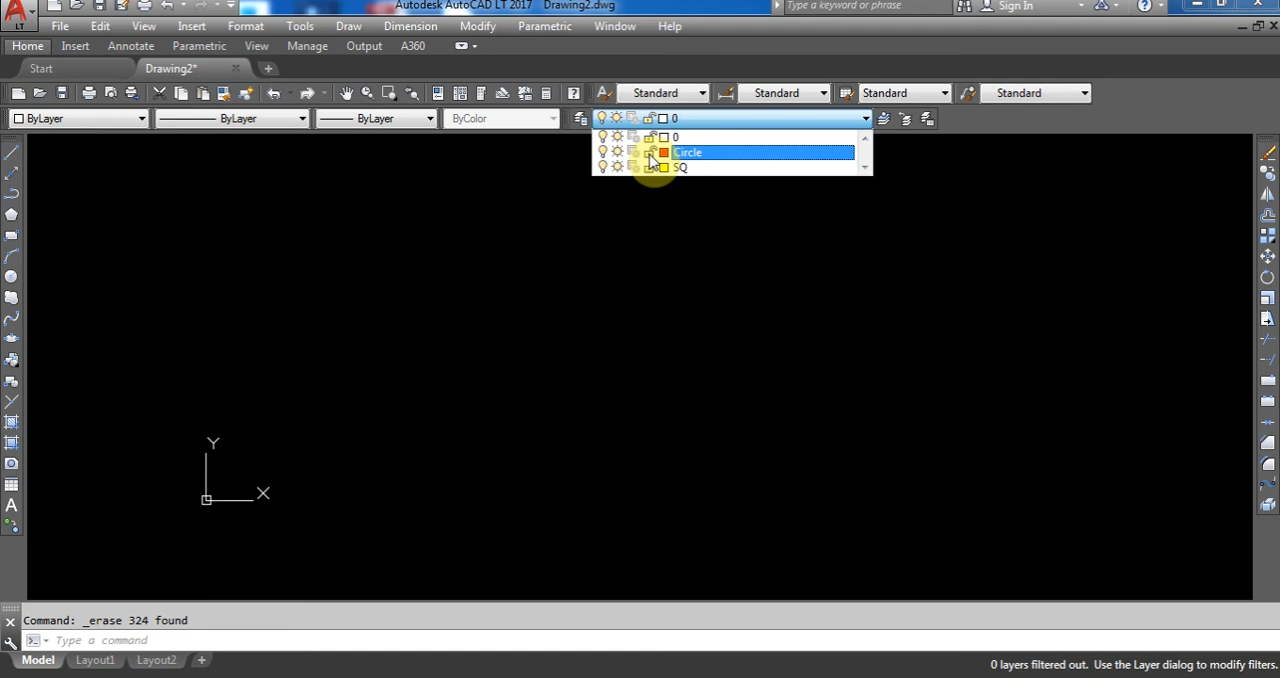 Autodesk AutoCAD LT 2017 Drawing2.dwg
Type a keyword or phrase
Sign In
LT
File Edit View Insert Format Tools Draw Dimension Modify Parametric Window Help
Home Insert Annotate Parametric View Manage Output A360
Start Drawing2*
Standard Standard Standard Standard
ByLayer ByLayer ByLayer ByColor 0
0
Circle
SQ
Y
X
Command: _erase 324 found
Type a command
Model Layout1 Layout2
0 layers filtered out. Use the Layer dialog to modify filters.